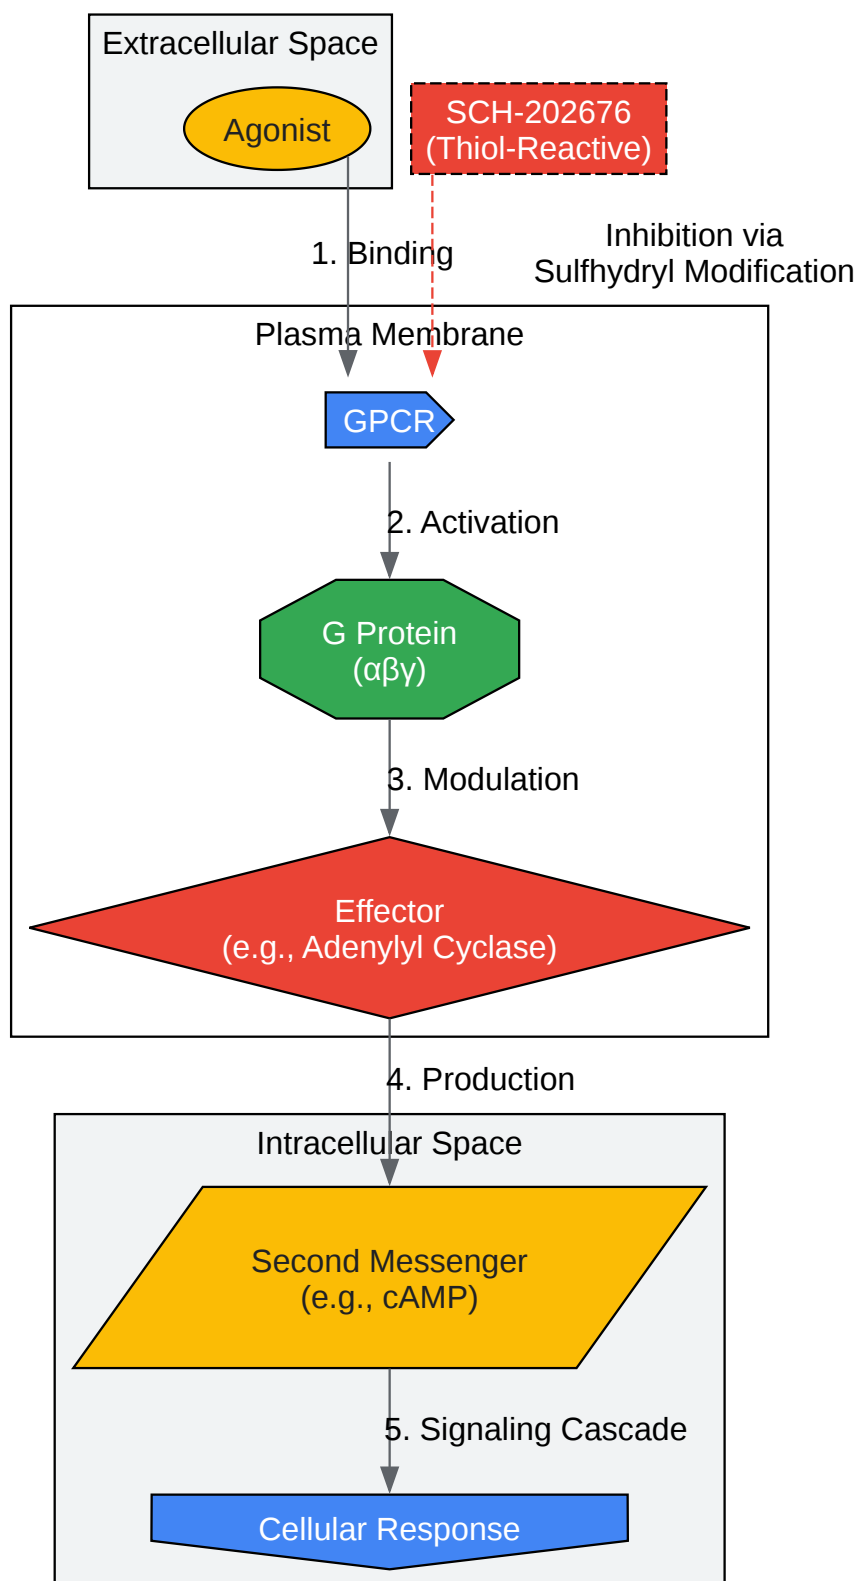 Extracellular Space
Agonist
SCH-202676
(Thiol-Reactive)
1. Binding
Inhibition via
Sulfhydryl Modification
Plasma Membrane
GPCR
2. Activation
G Protein
(αβγ)
3. Modulation
Effector
(e.g., Adenylyl Cyclase)
4. Production
Intracellular Space
Second Messenger
(e.g., cAMP)
5. Signaling Cascade
Cellular Response